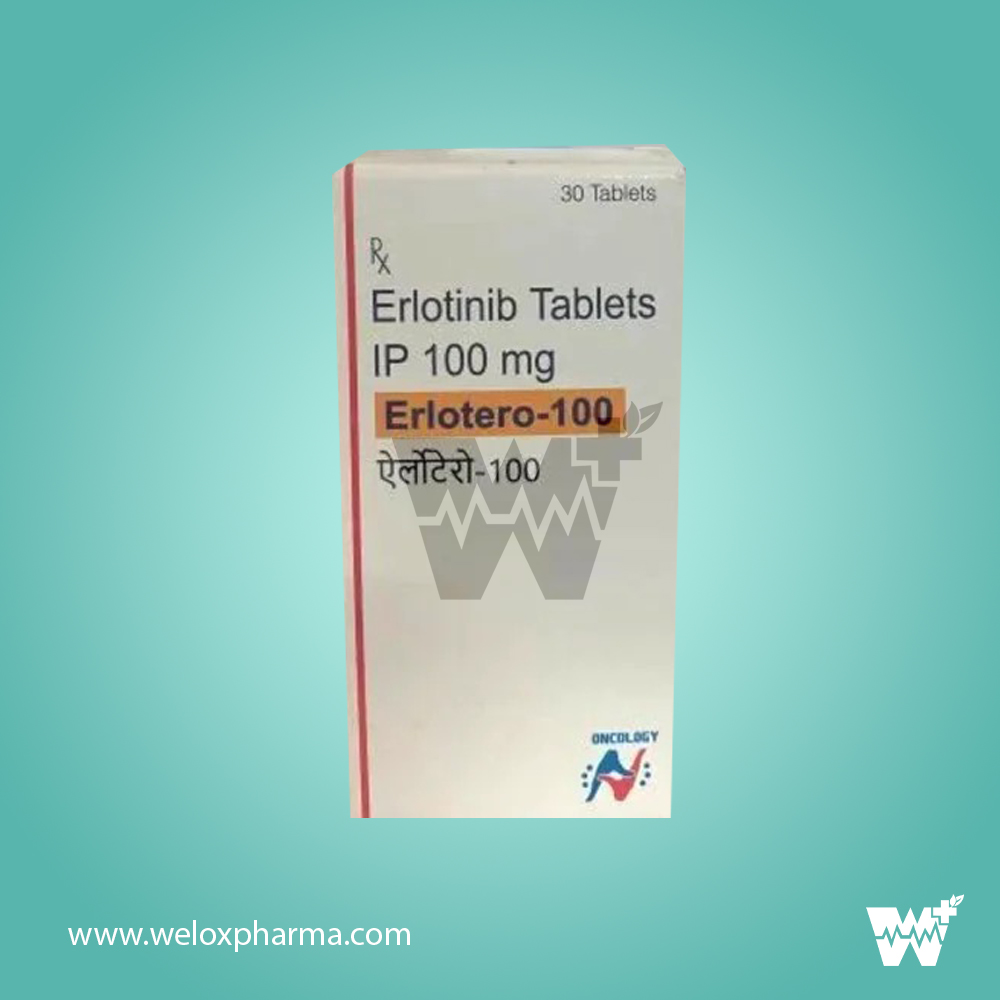 30 Tablets
Rx
Erlotinib Tablets
IP 100 mg
Erlotero-100
ऐर्लोटेरो-100
ONCOLOGY
www.weloxpharma.com